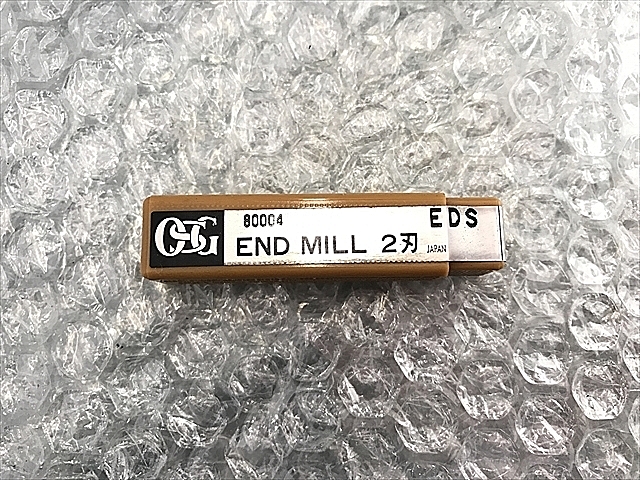 OSG
80004
EDS
END MILL 2刃
JAPAN